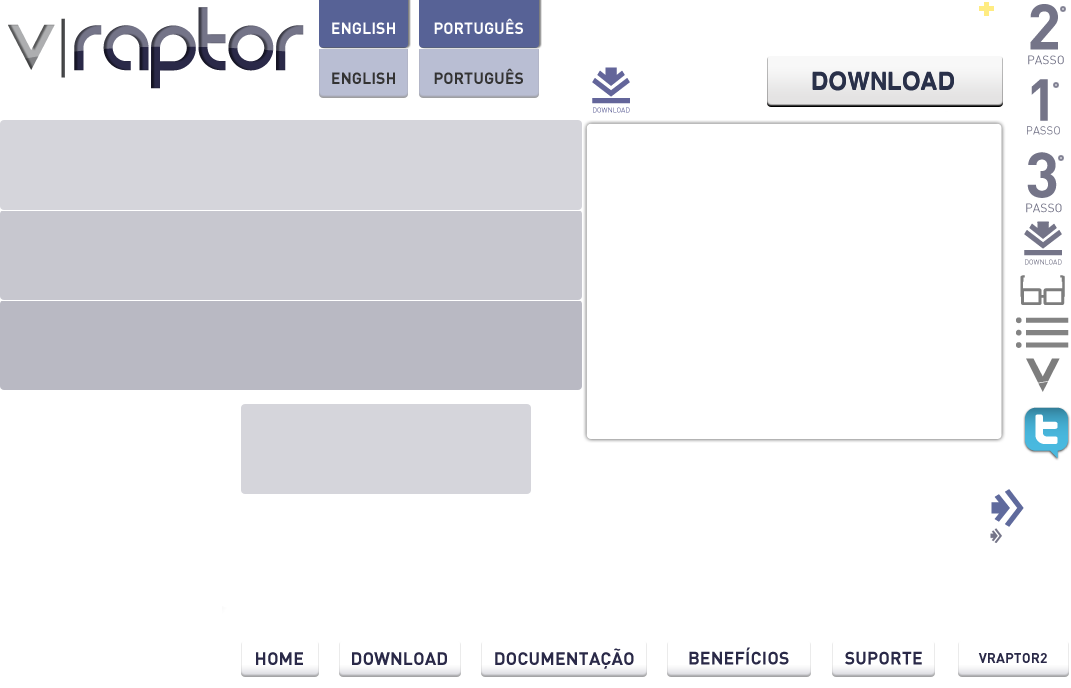 v|raptor
ENGLISH PORTUGUÊS
ENGLISH PORTUGUÊS
DOWNLOAD
DOWNLOAD
2°
PASSO
1°
PASSO
3°
PASSO
DOWNLOAD
HOME DOWNLOAD DOCUMENTAÇÃO BENEFÍCIOS SUPORTE VRAPTOR2